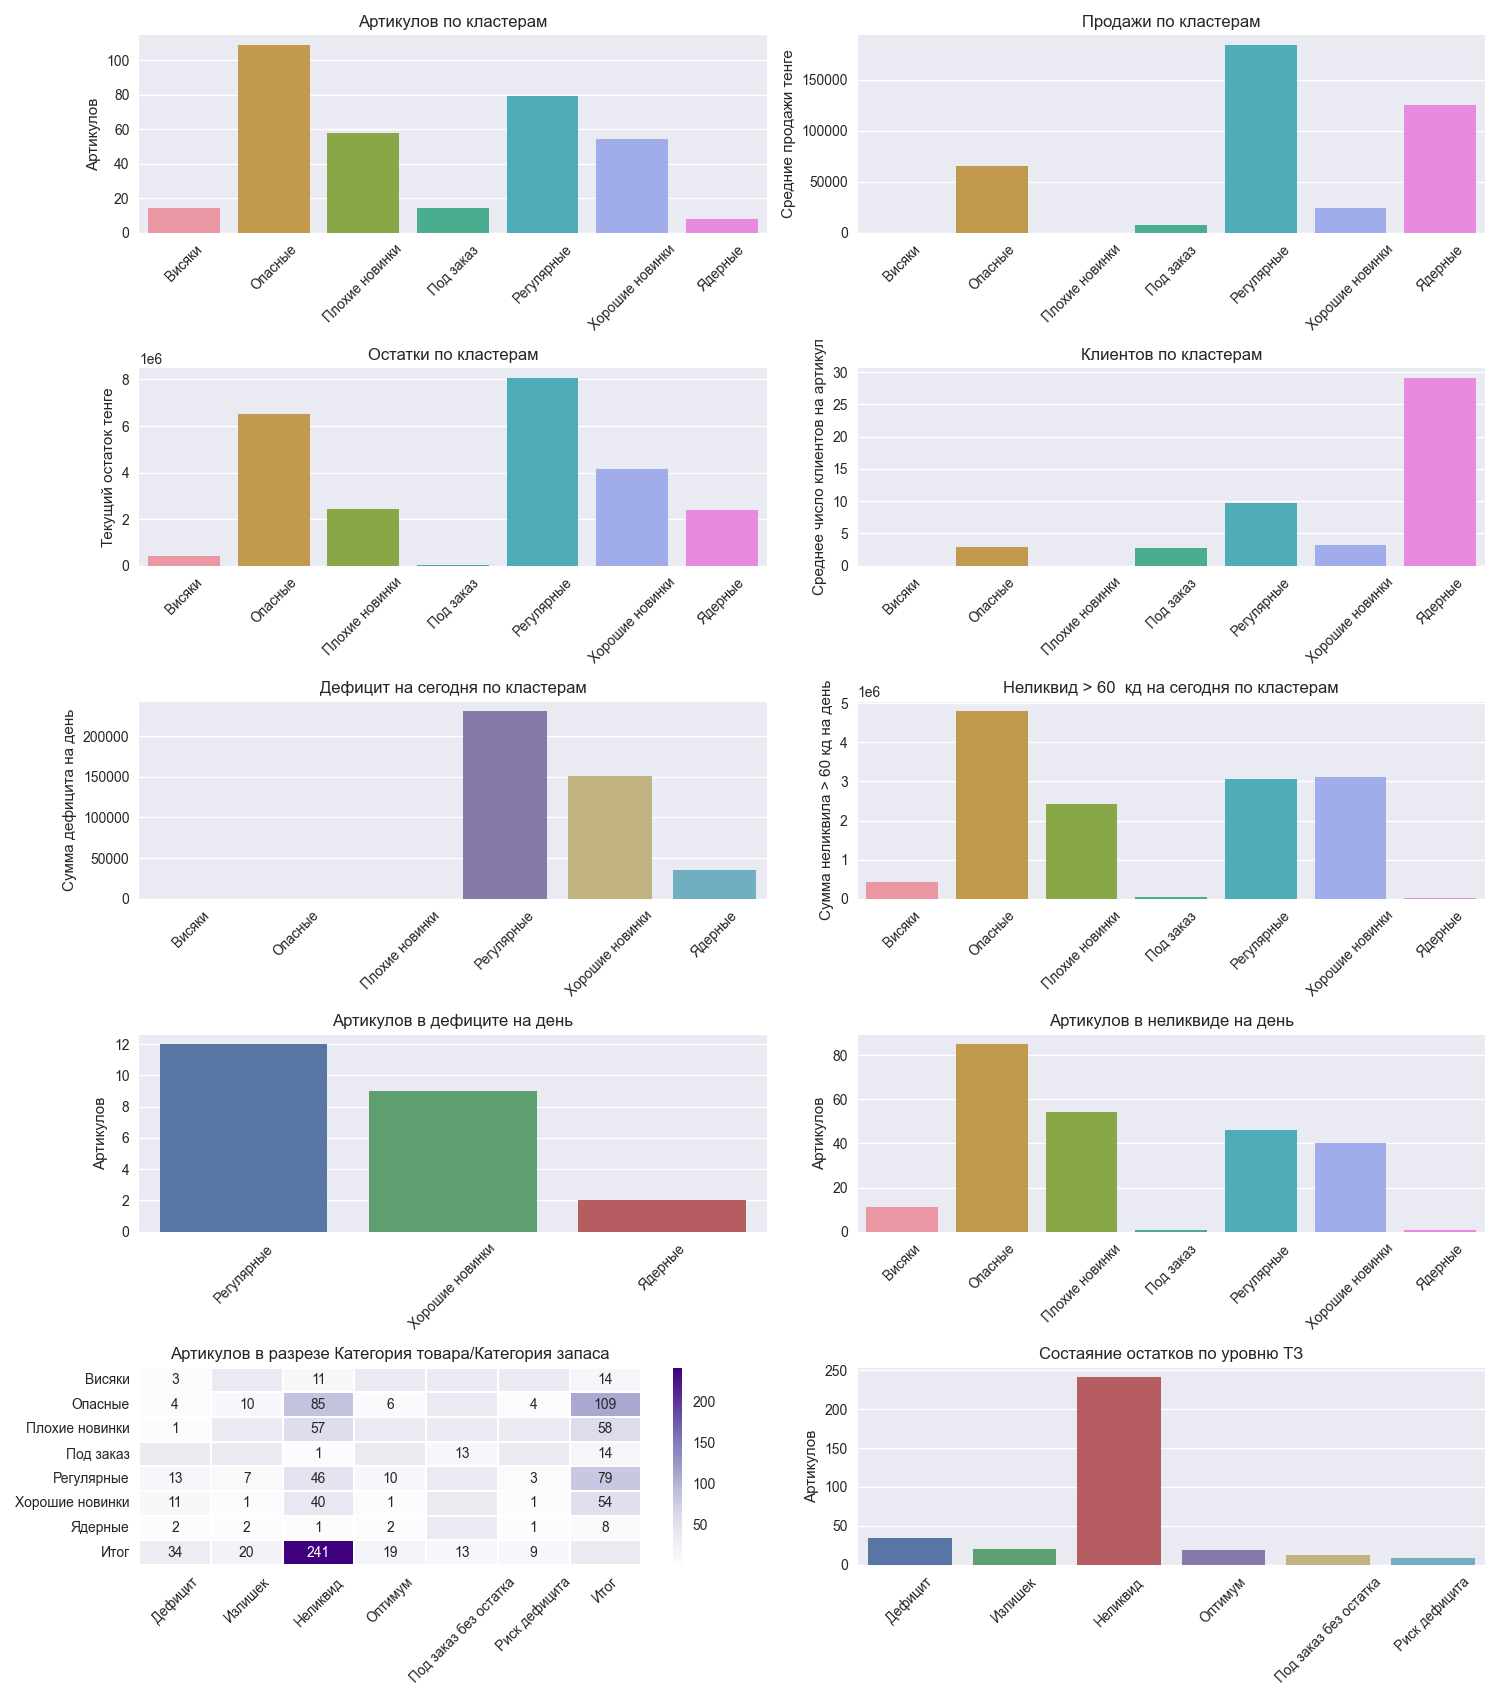 Артикулов по кластерам
Артикулов
100
80
60
40
20
0
Висяки
Опасные
Плохие новинки
Под заказ
Регулярные
Хорошие новинки
Ядерные
Продажи по кластерам
Средние продажи тенге
150000
100000
50000
0
Висяки
Опасные
Плохие новинки
Под заказ
Регулярные
Хорошие новинки
Ядерные
Остатки по кластерам
1e6
Текущий остаток тенге
8
6
4
2
0
Висяки
Опасные
Плохие новинки
Под заказ
Регулярные
Хорошие новинки
Ядерные
Клиентов по кластерам
Среднее число клиентов на артикул
30
25
20
15
10
5
0
Висяки
Опасные
Плохие новинки
Под заказ
Регулярные
Хорошие новинки
Ядерные
Дефицит на сегодня по кластерам
Сумма дефицита на день
200000
150000
100000
50000
0
Висяки
Опасные
Плохие новинки
Регулярные
Хорошие новинки
Ядерные
Неликвид > 60  кд на сегодня по кластерам
1e6
Сумма неликвила > 60 кд на день
5
4
3
2
1
0
Висяки
Опасные
Плохие новинки
Под заказ
Регулярные
Хорошие новинки
Ядерные
Артикулов в дефиците на день
Артикулов
12
10
8
6
4
2
0
Регулярные
Хорошие новинки
Ядерные
Артикулов в неликвиде на день
Артикулов
80
60
40
20
0
Висяки
Опасные
Плохие новинки
Под заказ
Регулярные
Хорошие новинки
Ядерные
Артикулов в разрезе Категория товара/Категория запаса
Висяки 3 11 14
Опасные 4 10 85 6 4 109
Плохие новинки 1 57 58
Под заказ 1 13 14
Регулярные 13 7 46 10 3 79
Хорошие новинки 11 1 40 1 1 54
Ядерные 2 2 1 2 1 8
Итог 34 20 241 19 13 9
Дефицит
Излишек
Неликвид
Оптимум
Под заказ без остатка
Риск дефицита
Итог
200
150
100
50
Состаяние остатков по уровню ТЗ
Артикулов
250
200
150
100
50
0
Дефицит
Излишек
Неликвид
Оптимум
Под заказ без остатка
Риск дефицита